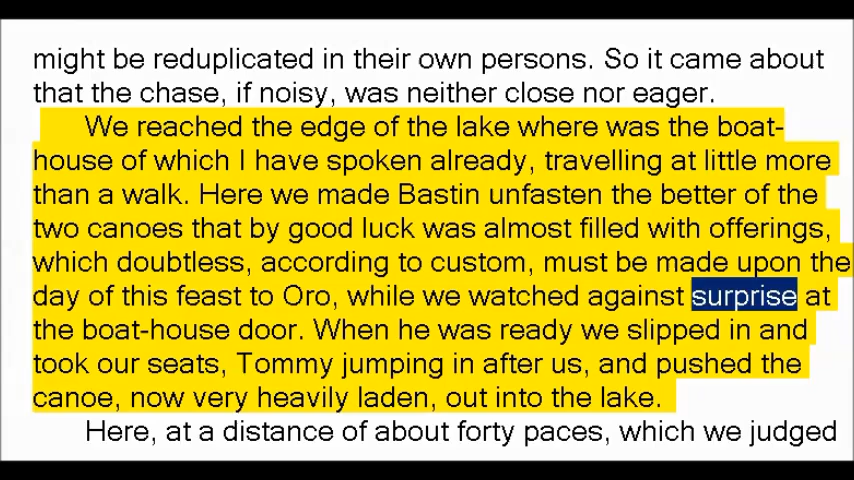 might be reduplicated in their own persons. So it came about
that the chase, if noisy, was neither close nor eager.
We reached the edge of the lake where was the boat-
house of which I have spoken already, travelling at little more
than a walk. Here we made Bastin unfasten the better of the
two canoes that by good luck was almost filled with offerings,
which doubtless, according to custom, must be made upon the
day of this feast to Oro, while we watched against surprise at
the boat-house door. When he was ready we slipped in and
took our seats, Tommy jumping in after us, and pushed the
canoe, now very heavily laden, out into the lake.
Here, at a distance of about forty paces, which we judged